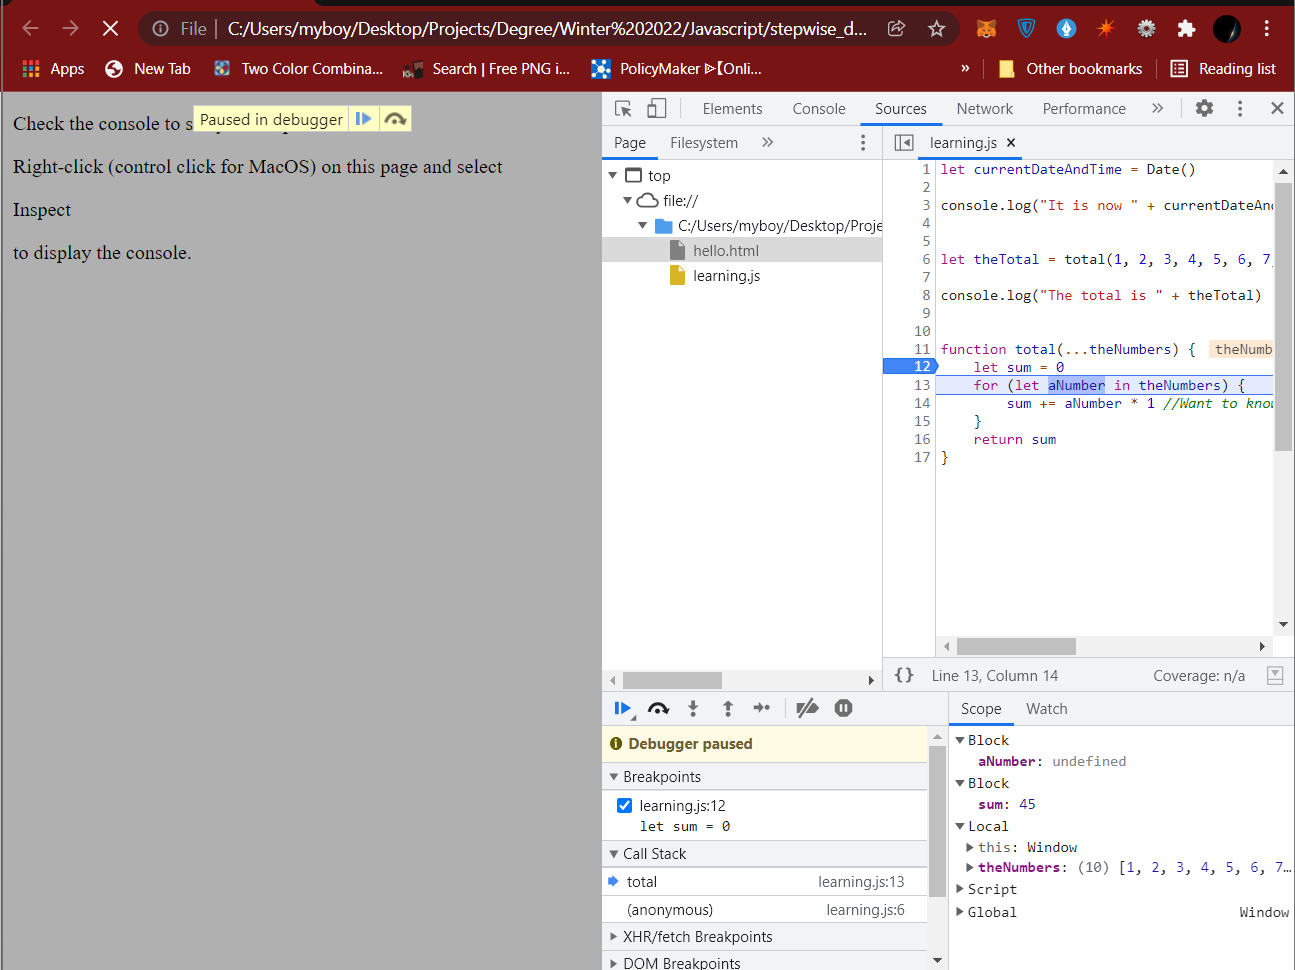 File | C:/Users/myboy/Desktop/Projects/Degree/Winter%202022/Javascript/stepwise_d...
Apps New Tab Two Color Combina... Search | Free PNG i... PolicyMaker ᐉ【Onli... » Other bookmarks Reading list
Check the console to s
Paused in debugger
Right-click (control click for MacOS) on this page and select
Inspect
to display the console.
Elements Console Sources Network Performance »
Page Filesystem »
learning.js ×
top
file://
C:/Users/myboy/Desktop/Proje
hello.html
learning.js
1 let currentDateAndTime = Date()
2
3 console.log("It is now " + currentDateAn
4
5
6 let theTotal = total(1, 2, 3, 4, 5, 6, 7
7
8 console.log("The total is " + theTotal)
9
10
11 function total(...theNumbers) { theNumb
12 let sum = 0
13 for (let aNumber in theNumbers) {
14 sum += aNumber * 1 //Want to know
15 }
16 return sum
17 }
{} Line 13, Column 14 Coverage: n/a
Debugger paused
Breakpoints
learning.js:12
let sum = 0
Call Stack
total learning.js:13
(anonymous) learning.js:6
XHR/fetch Breakpoints
DOM Breakpoints
Scope Watch
Block
aNumber: undefined
Block
sum: 45
Local
this: Window
theNumbers: (10) [1, 2, 3, 4, 5, 6, 7…
Script
Global Window